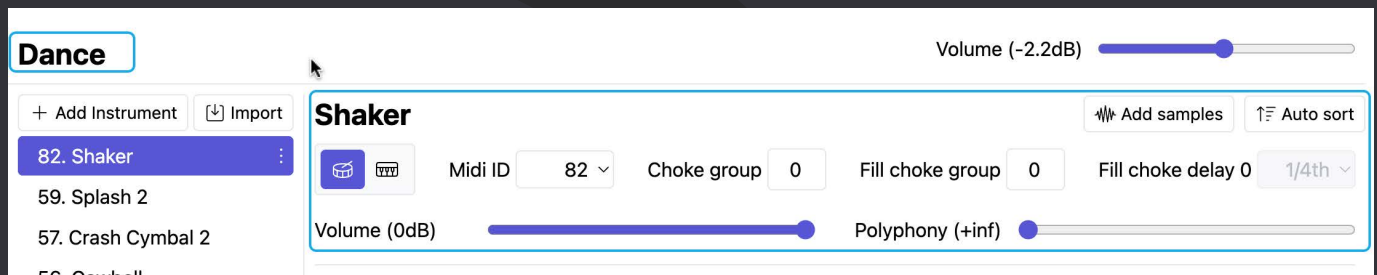 Dance
Volume (-2.2dB)
Add Instrument
Import
82. Shaker
59. Splash 2
57. Crash Cymbal 2
Shaker
Add samples
Auto sort
Midi ID 82
Choke group 0
Fill choke group 0
Fill choke delay 0 1/4th
Volume (0dB)
Polyphony (+inf)